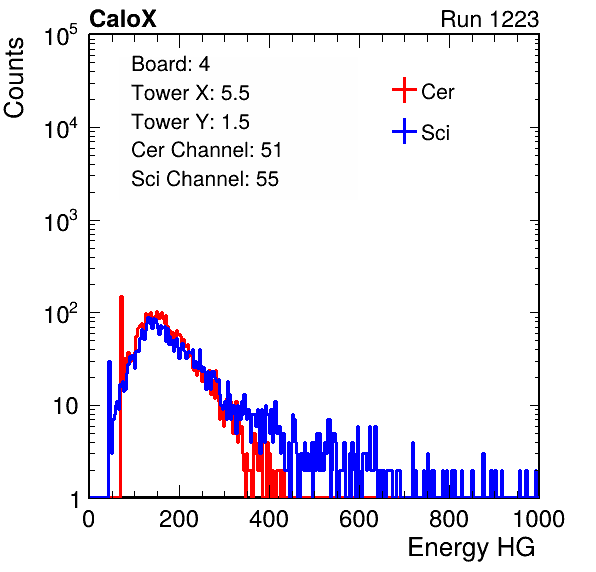 CaloX Run 1223
Counts
10^5
10^4
10^3
10^2
10
1
Board: 4
Tower X: 5.5
Tower Y: 1.5
Cer Channel: 51
Sci Channel: 55
Cer
Sci
0 200 400 600 800 1000
Energy HG